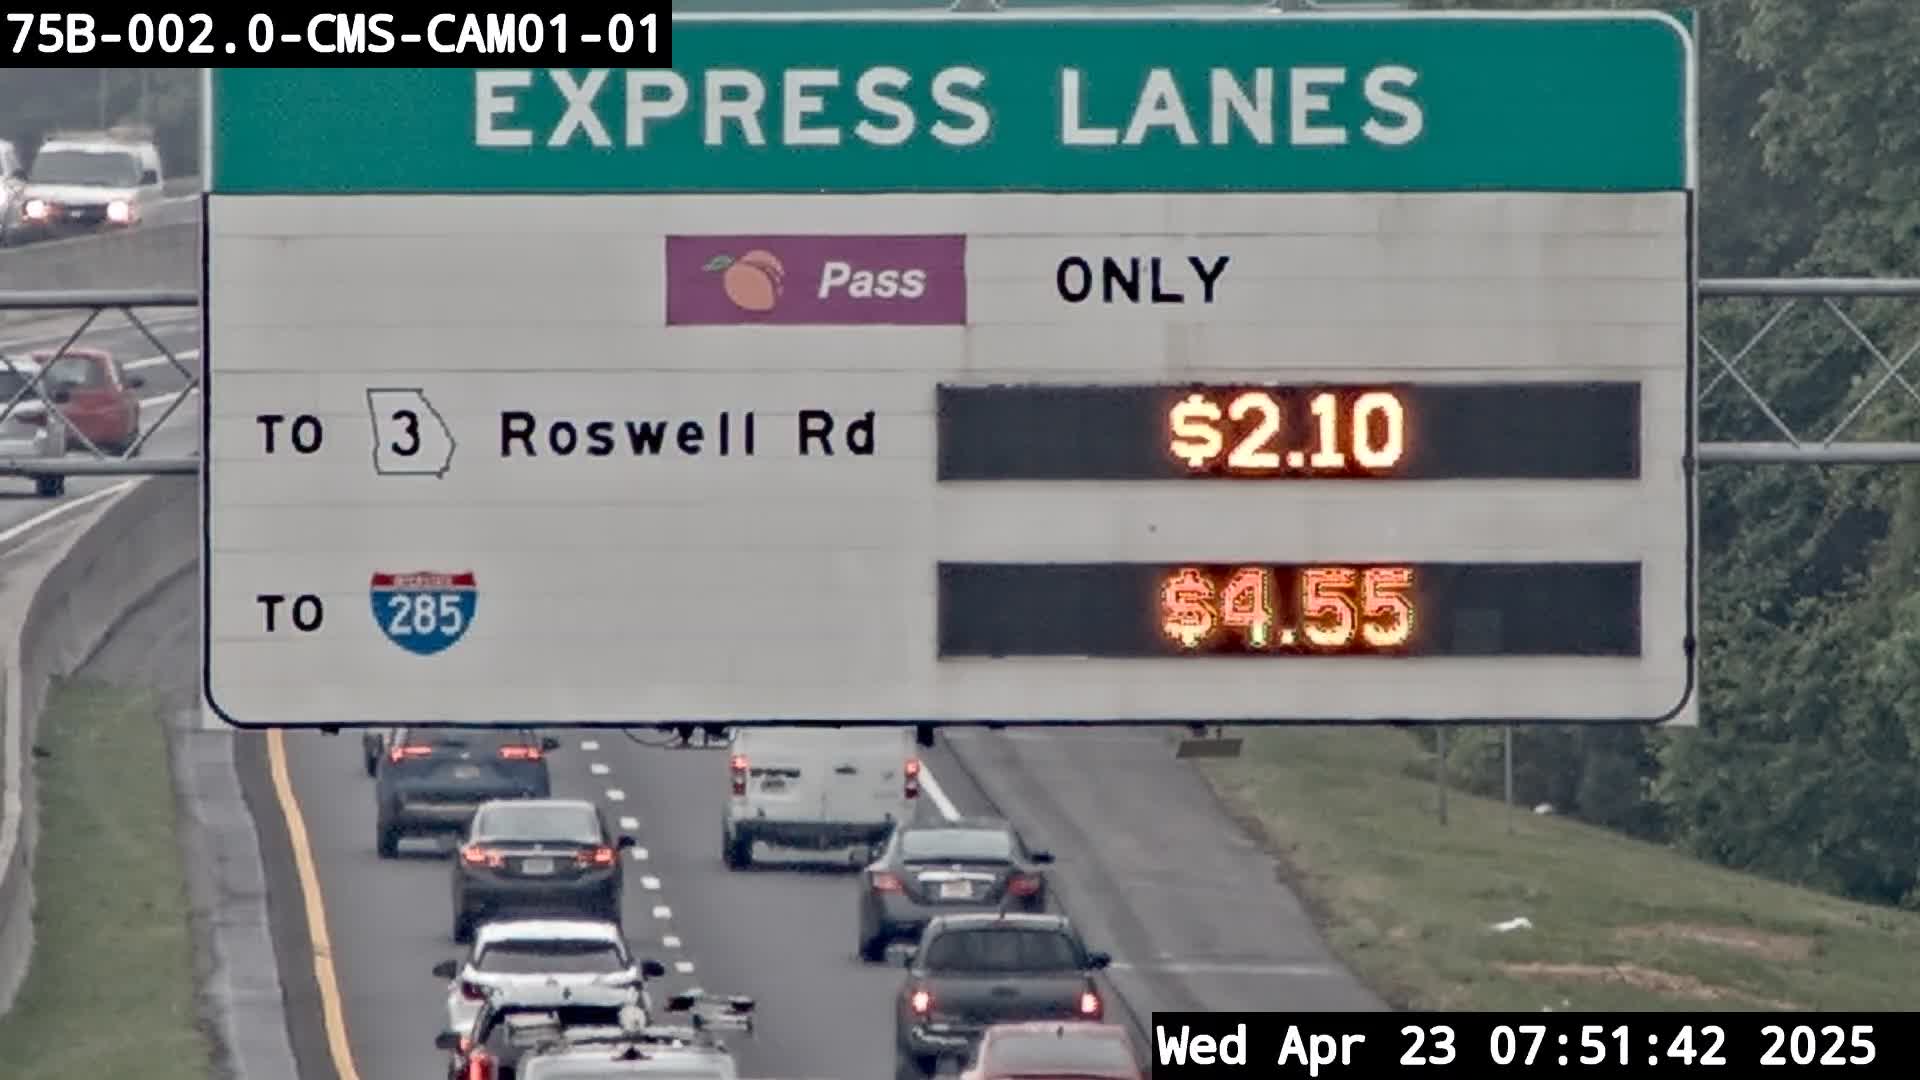 75B-002.0-CMS-CAM01-01
EXPRESS LANES
Pass ONLY
TO 3 Roswell Rd $2.10
INTERSTATE
TO 285 $4.55
Wed Apr 23 07:51:42 2025